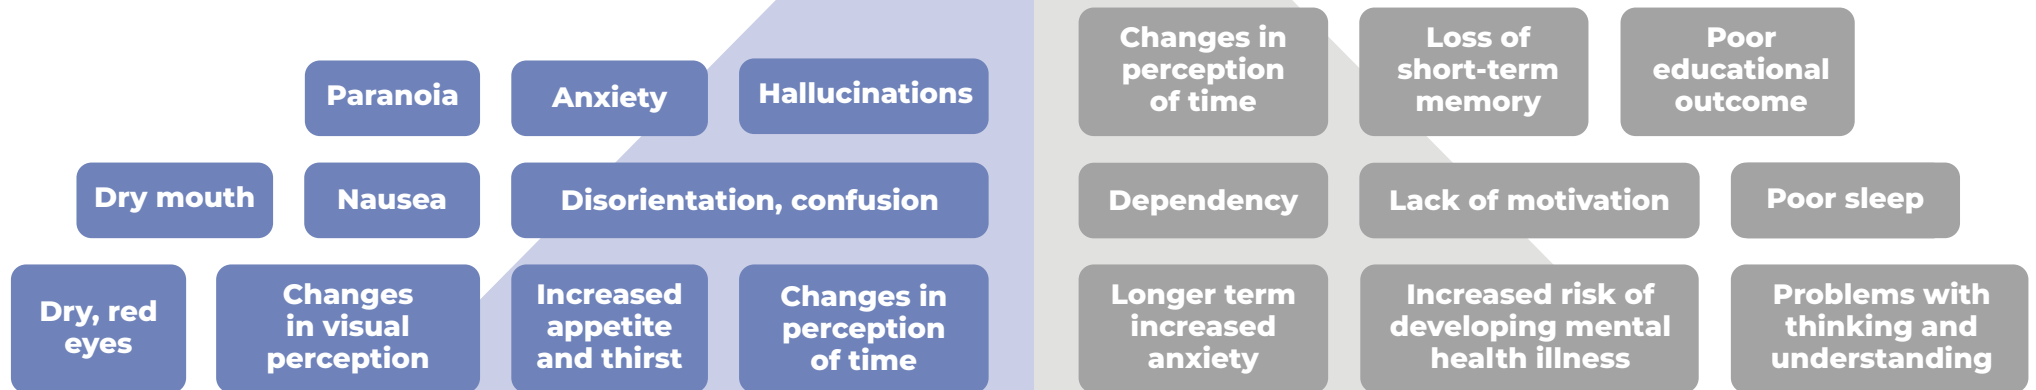 Paranoia
Anxiety
Hallucinations
Dry mouth
Nausea
Disorientation, confusion
Dry, red
eyes
Changes
in visual
perception
Increased
appetite
and thirst
Changes in
perception
of time
Changes in
perception
of time
Loss of
short-term
memory
Poor
educational
outcome
Dependency
Lack of motivation
Poor sleep
Longer term
increased
anxiety
Increased risk of
developing mental
health illness
Problems with
thinking and
understanding